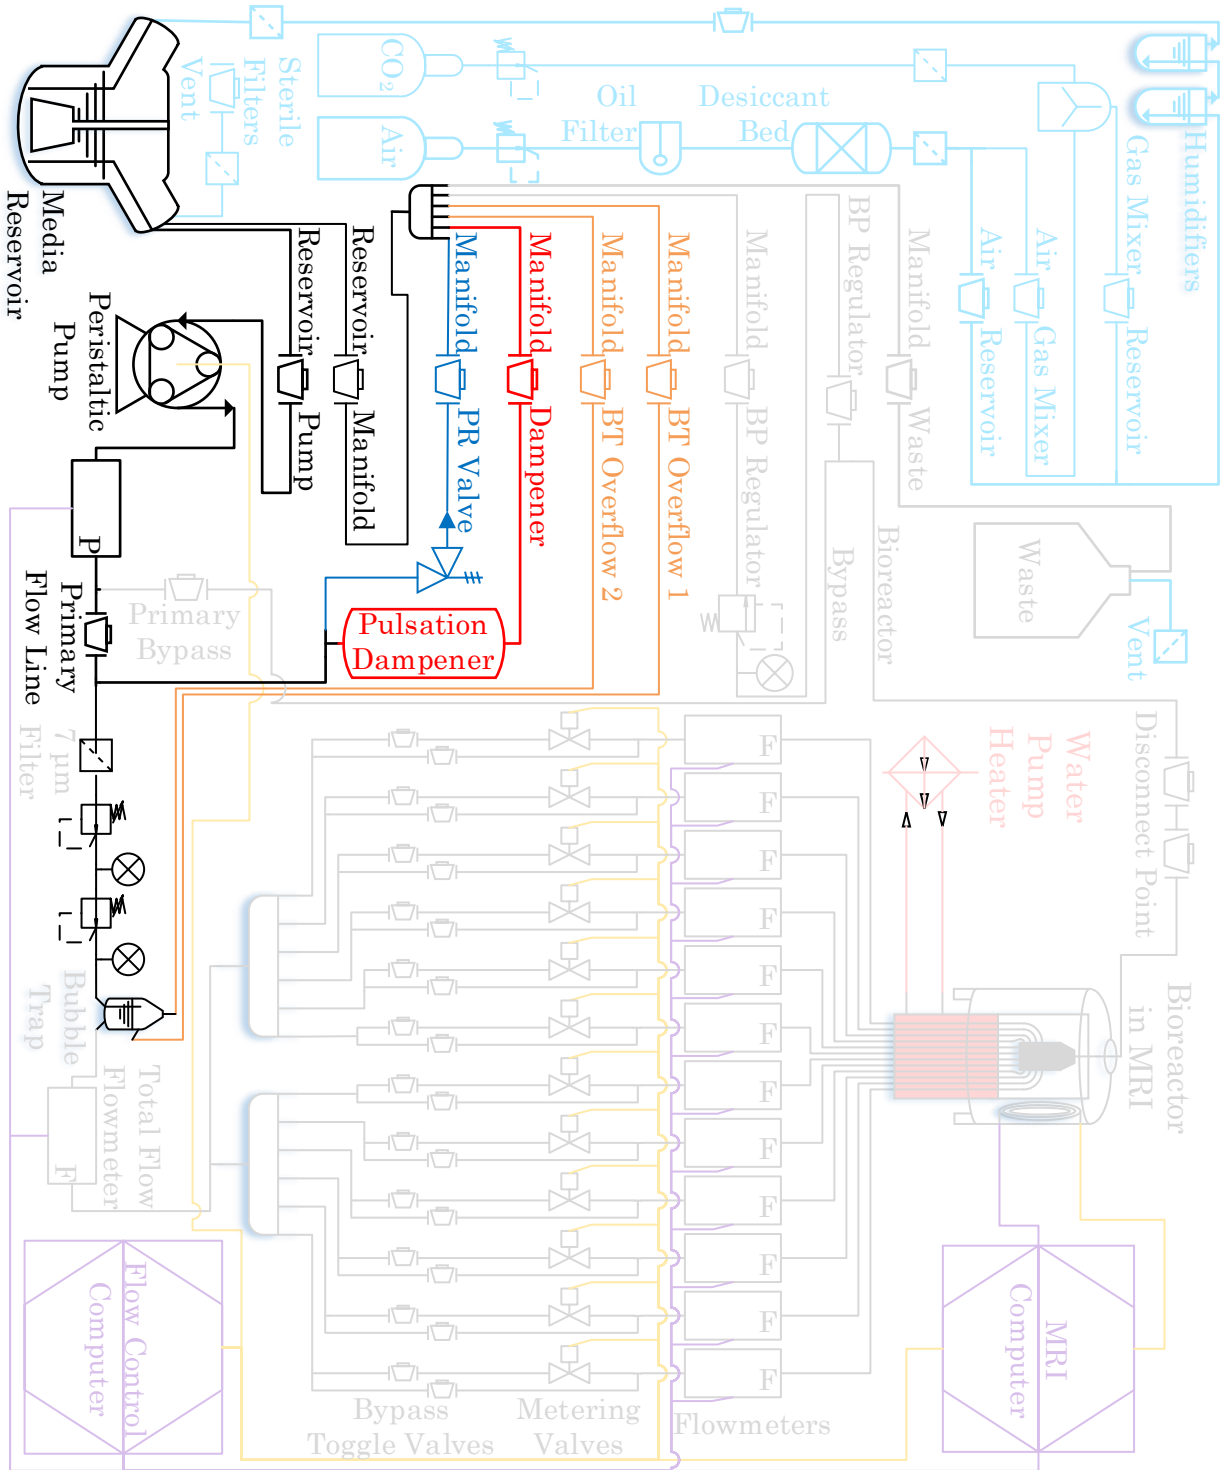 CO₂
Air
Sterile
Filters
Vent
Oil
Filter
Desiccant
Bed
Gas Mixer
Reservoir
Humidifiers
Air
Gas Mixer
Air
Reservoir
Media
Reservoir
Peristaltic
Pump
Reservoir
Pump
Reservoir
Manifold
Manifold
PR Valve
Manifold
Dampener
Manifold
BT Overflow 2
Manifold
BT Overflow 1
Manifold
BP Regulator
BP Regulator
Bypass
Manifold
Waste
Bioreactor
Waste
Vent
P
Primary
Flow Line
Primary
Bypass
Pulsation
Dampener
7 µm
Filter
Water
Pump
Heater
Disconnect Point
F
F
F
F
F
F
F
F
F
F
F
F
Bubble
Trap
Total Flow
Flowmeter
F
Bioreactor
in MRI
Flow Control
Computer
MRI
Computer
Bypass
Toggle Valves
Metering
Valves
Flowmeters